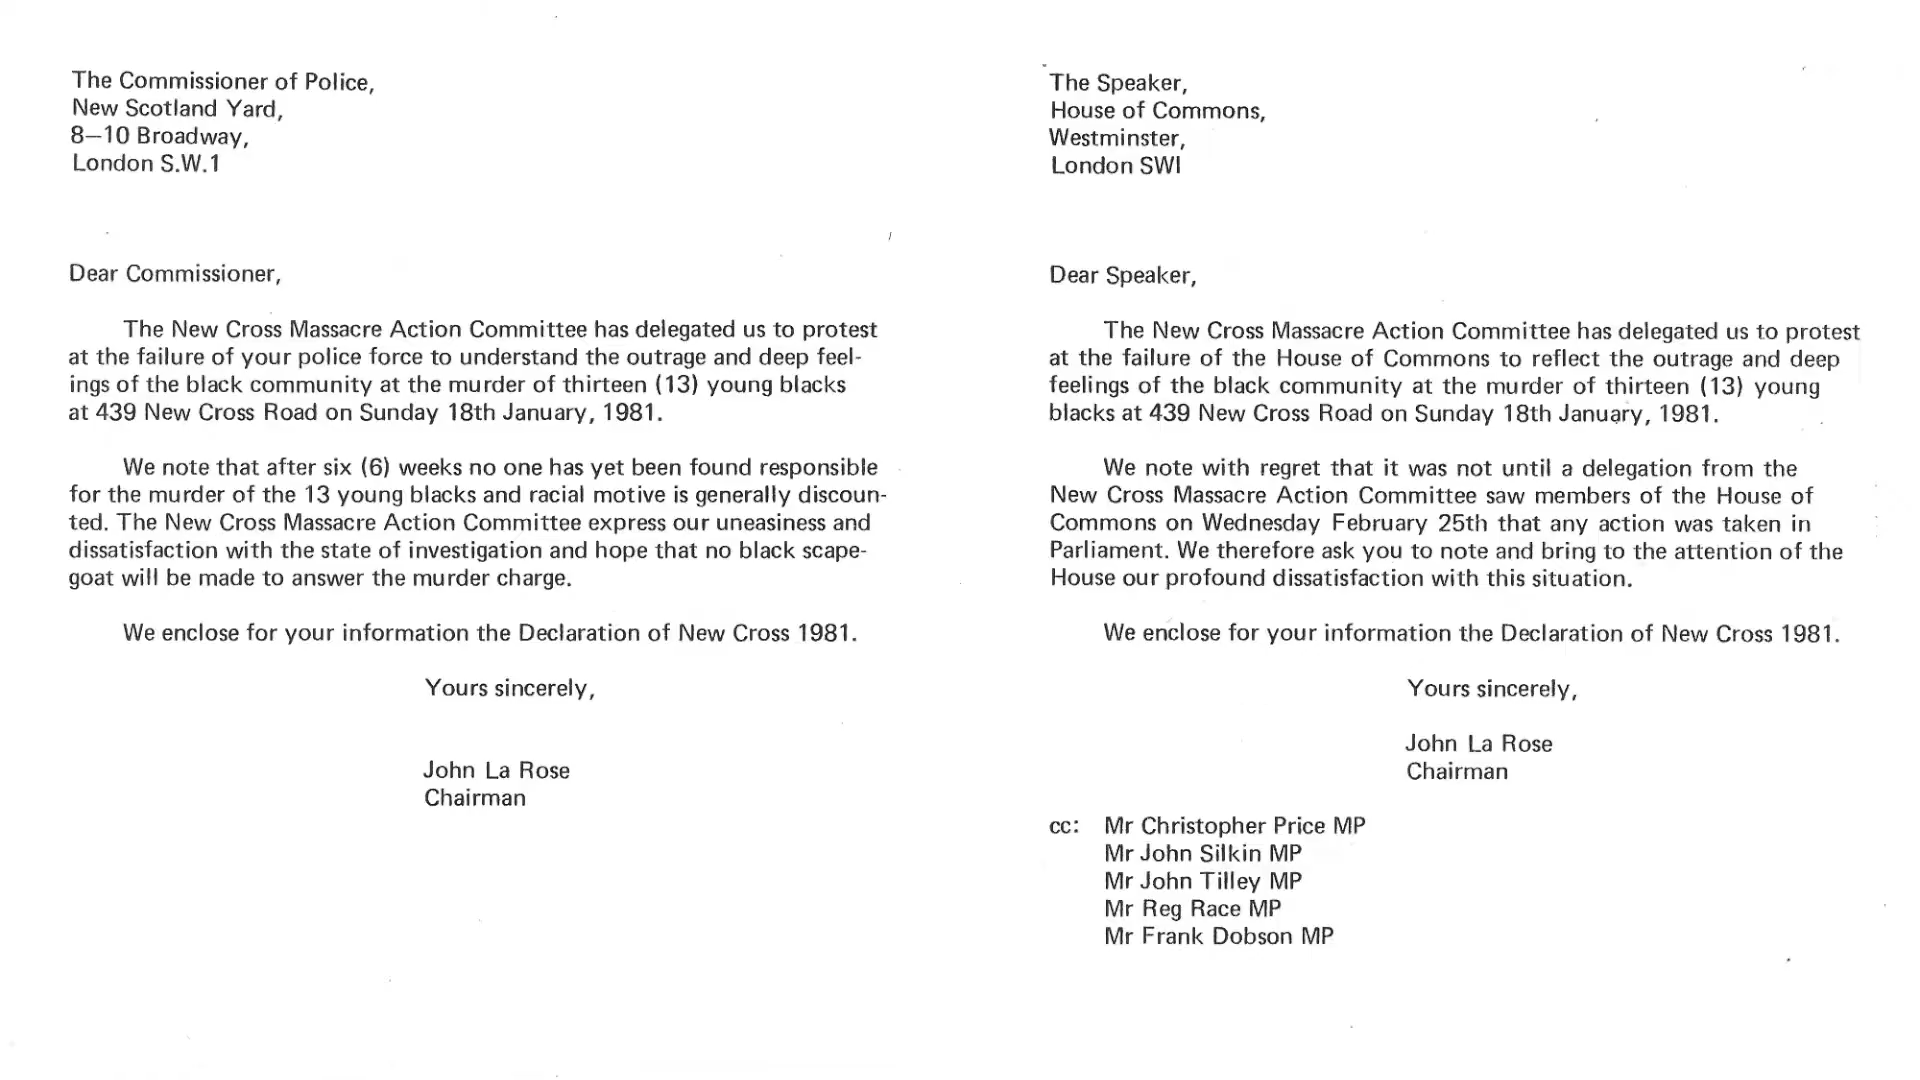 The Commissioner of Police,
New Scotland Yard,
8–10 Broadway,
London S.W.1
Dear Commissioner,
The New Cross Massacre Action Committee has delegated us to protest
at the failure of your police force to understand the outrage and deep feel-
ings of the black community at the murder of thirteen (13) young blacks
at 439 New Cross Road on Sunday 18th January, 1981.
We note that after six (6) weeks no one has yet been found responsible
for the murder of the 13 young blacks and racial motive is generally discoun-
ted. The New Cross Massacre Action Committee express our uneasiness and
dissatisfaction with the state of investigation and hope that no black scape-
goat will be made to answer the murder charge.
We enclose for your information the Declaration of New Cross 1981.
Yours sincerely,
John La Rose
Chairman
The Speaker,
House of Commons,
Westminster,
London SWI
Dear Speaker,
The New Cross Massacre Action Committee has delegated us to protest
at the failure of the House of Commons to reflect the outrage and deep
feelings of the black community at the murder of thirteen (13) young
blacks at 439 New Cross Road on Sunday 18th January, 1981.
We note with regret that it was not until a delegation from the
New Cross Massacre Action Committee saw members of the House of
Commons on Wednesday February 25th that any action was taken in
Parliament. We therefore ask you to note and bring to the attention of the
House our profound dissatisfaction with this situation.
We enclose for your information the Declaration of New Cross 1981.
Yours sincerely,
John La Rose
Chairman
cc: Mr Christopher Price MP
Mr John Silkin MP
Mr John Tilley MP
Mr Reg Race MP
Mr Frank Dobson MP